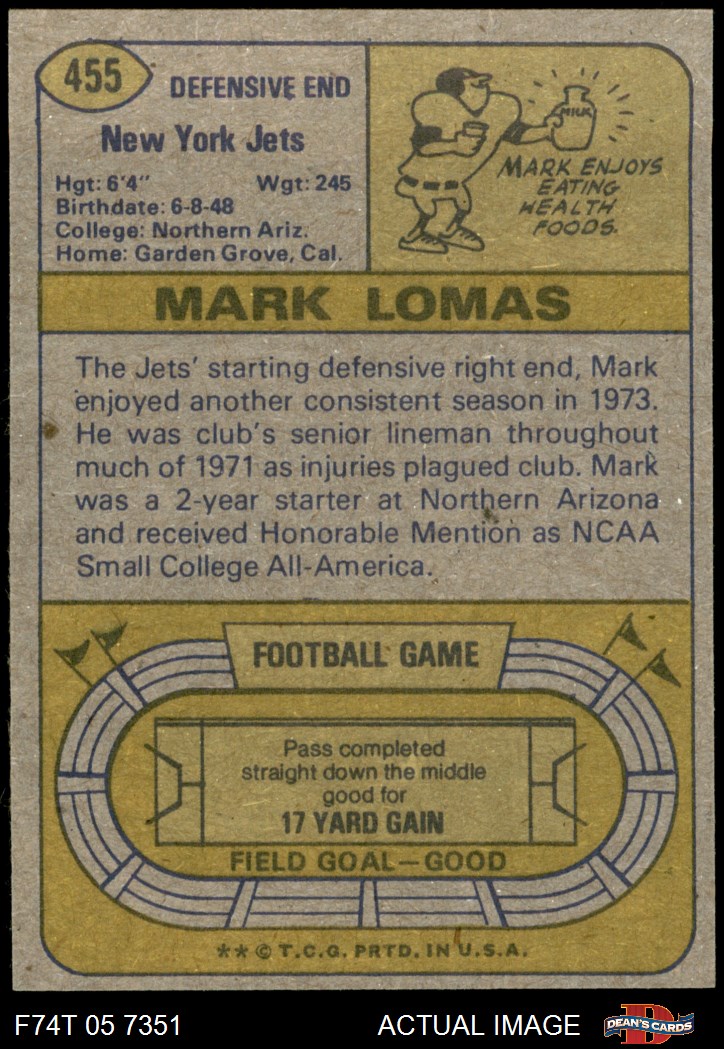 455
DEFENSIVE END
New York Jets
Hgt: 6'4" Wgt: 245
Birthdate: 6-8-48
College: Northern Ariz.
Home: Garden Grove, Cal.
MILK
MARK ENJOYS
EATING
HEALTH
FOODS.
MARK LOMAS
The Jets' starting defensive right end, Mark
enjoyed another consistent season in 1973.
He was club's senior lineman throughout
much of 1971 as injuries plagued club. Mark
was a 2-year starter at Northern Arizona
and received Honorable Mention as NCAA
Small College All-America.
FOOTBALL GAME
Pass completed
straight down the middle
good for
17 YARD GAIN
FIELD GOAL—GOOD
** © T.C.G. PRTD. IN U.S.A.
F74T 05 7351 ACTUAL IMAGE
D
DEAN'S CARDS